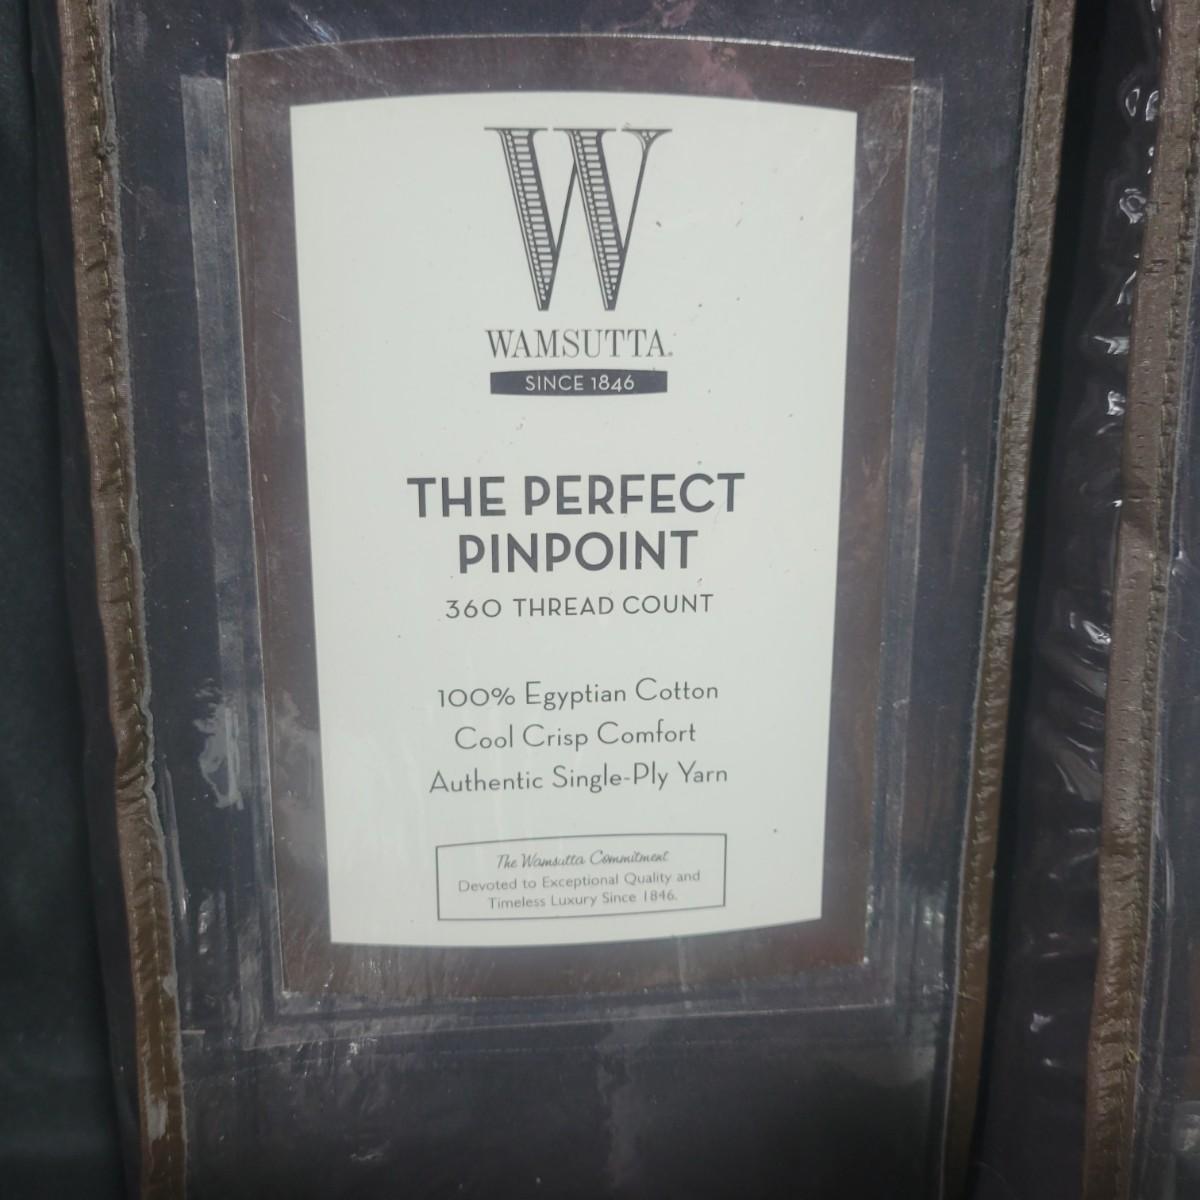 W
WAMSUTTA.
SINCE 1846
THE PERFECT
PINPOINT
360 THREAD COUNT
100% Egyptian Cotton
Cool Crisp Comfort
Authentic Single-Ply Yarn
The Wamsutta Commitment
Devoted to Exceptional Quality and
Timeless Luxury Since 1846.